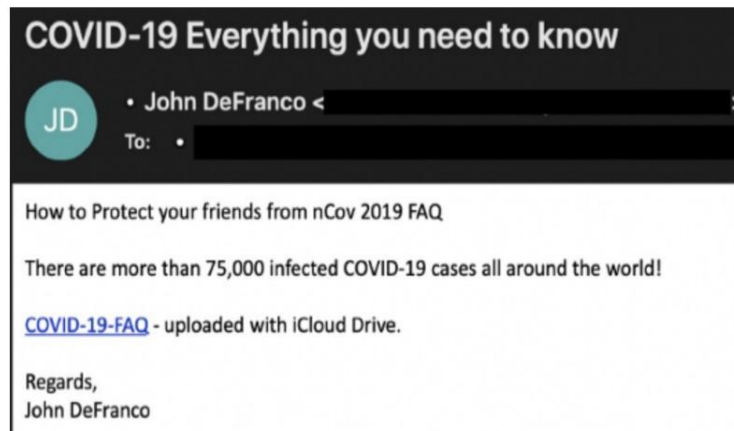 COVID-19 Everything you need to know
JD
• John DeFranco <
To: •
How to Protect your friends from nCov 2019 FAQ
There are more than 75,000 infected COVID-19 cases all around the world!
COVID-19-FAQ - uploaded with iCloud Drive.
Regards,
John DeFranco